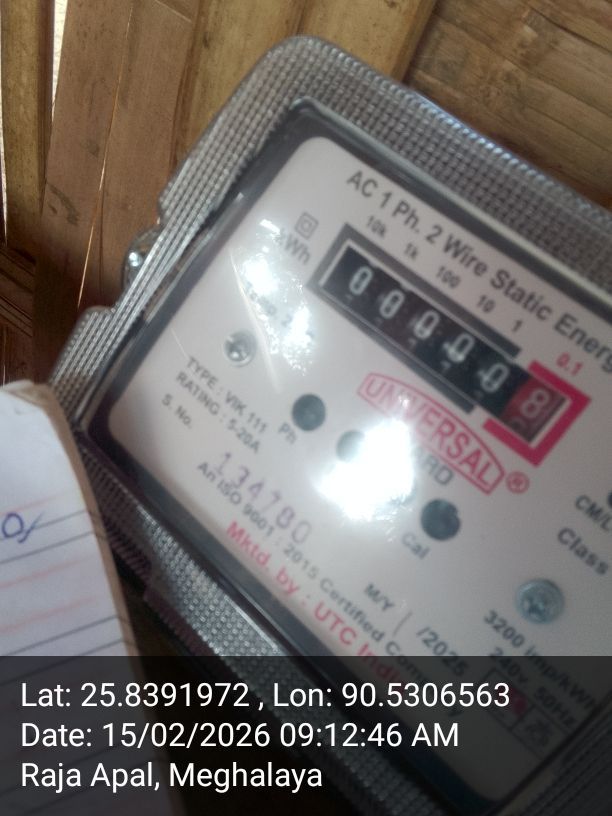 AC 1 Ph. 2 Wire Static Energ
10k 1k 100 10 1
kWh
0 0 0 0 0 8
0.1
UNIVERSAL®
TYPE : VIK 111
RATING : 5-20A
Ph
S. No.
134780
Cal
An ISO 9001 : 2015 Certified Com
Mktd. by : UTC Indi
M/Y /2025
Class
3200 imp/kWh
240v, 50Hz
Lat: 25.8391972 , Lon: 90.5306563
Date: 15/02/2026 09:12:46 AM
Raja Apal, Meghalaya